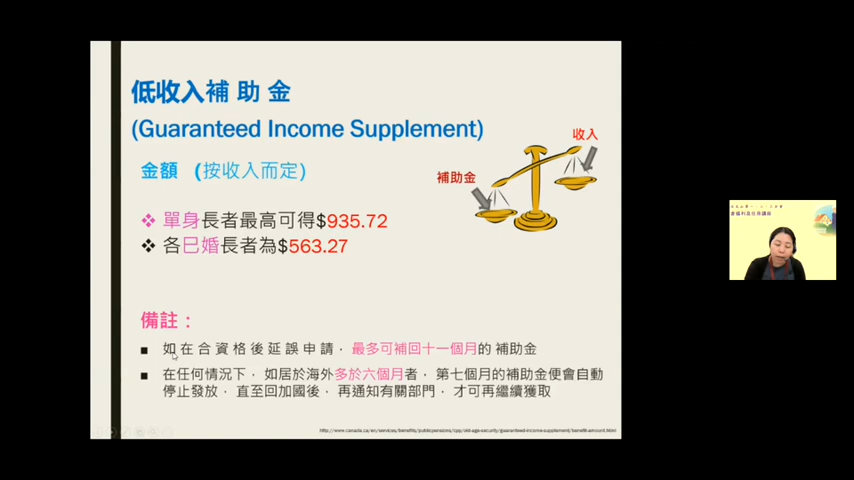 低收入補助金
(Guaranteed Income Supplement)
金額 (按收入而定)
收入
補助金
❖ 單身長者最高可得$935.72
❖ 各巳婚長者為$563.27
備註：
■ 如在合資格後延誤申請，最多可補回十一個月的 補助金
■ 在任何情況下，如居於海外多於六個月者，第七個月的補助金便會自動
停止發放，直至回加國後，再通知有關部門，才可再繼續獲取